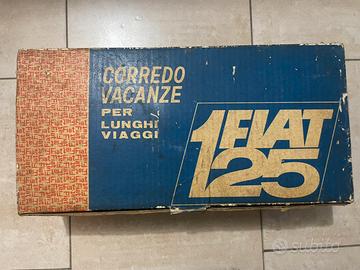 CORREDO
VACANZE
PER
LUNGHI
VIAGGI
FIAT
125
subito